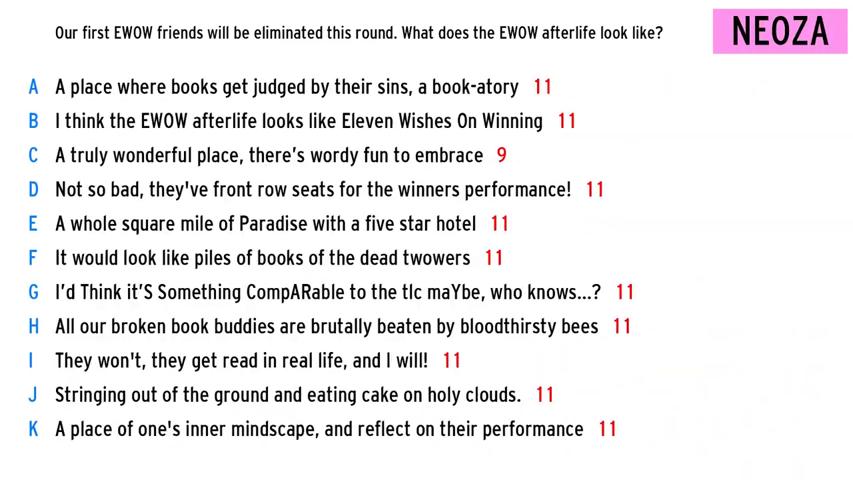 Our first EWOW friends will be eliminated this round. What does the EWOW afterlife look like?
NEOZA
A A place where books get judged by their sins, a book-atory 11
B I think the EWOW afterlife looks like Eleven Wishes On Winning 11
C A truly wonderful place, there's wordy fun to embrace 9
D Not so bad, they've front row seats for the winners performance! 11
E A whole square mile of Paradise with a five star hotel 11
F It would look like piles of books of the dead twowers 11
G I'd Think it'S Something CompARable to the tlc maYbe, who knows...? 11
H All our broken book buddies are brutally beaten by bloodthirsty bees 11
I They won't, they get read in real life, and I will! 11
J Stringing out of the ground and eating cake on holy clouds. 11
K A place of one's inner mindscape, and reflect on their performance 11